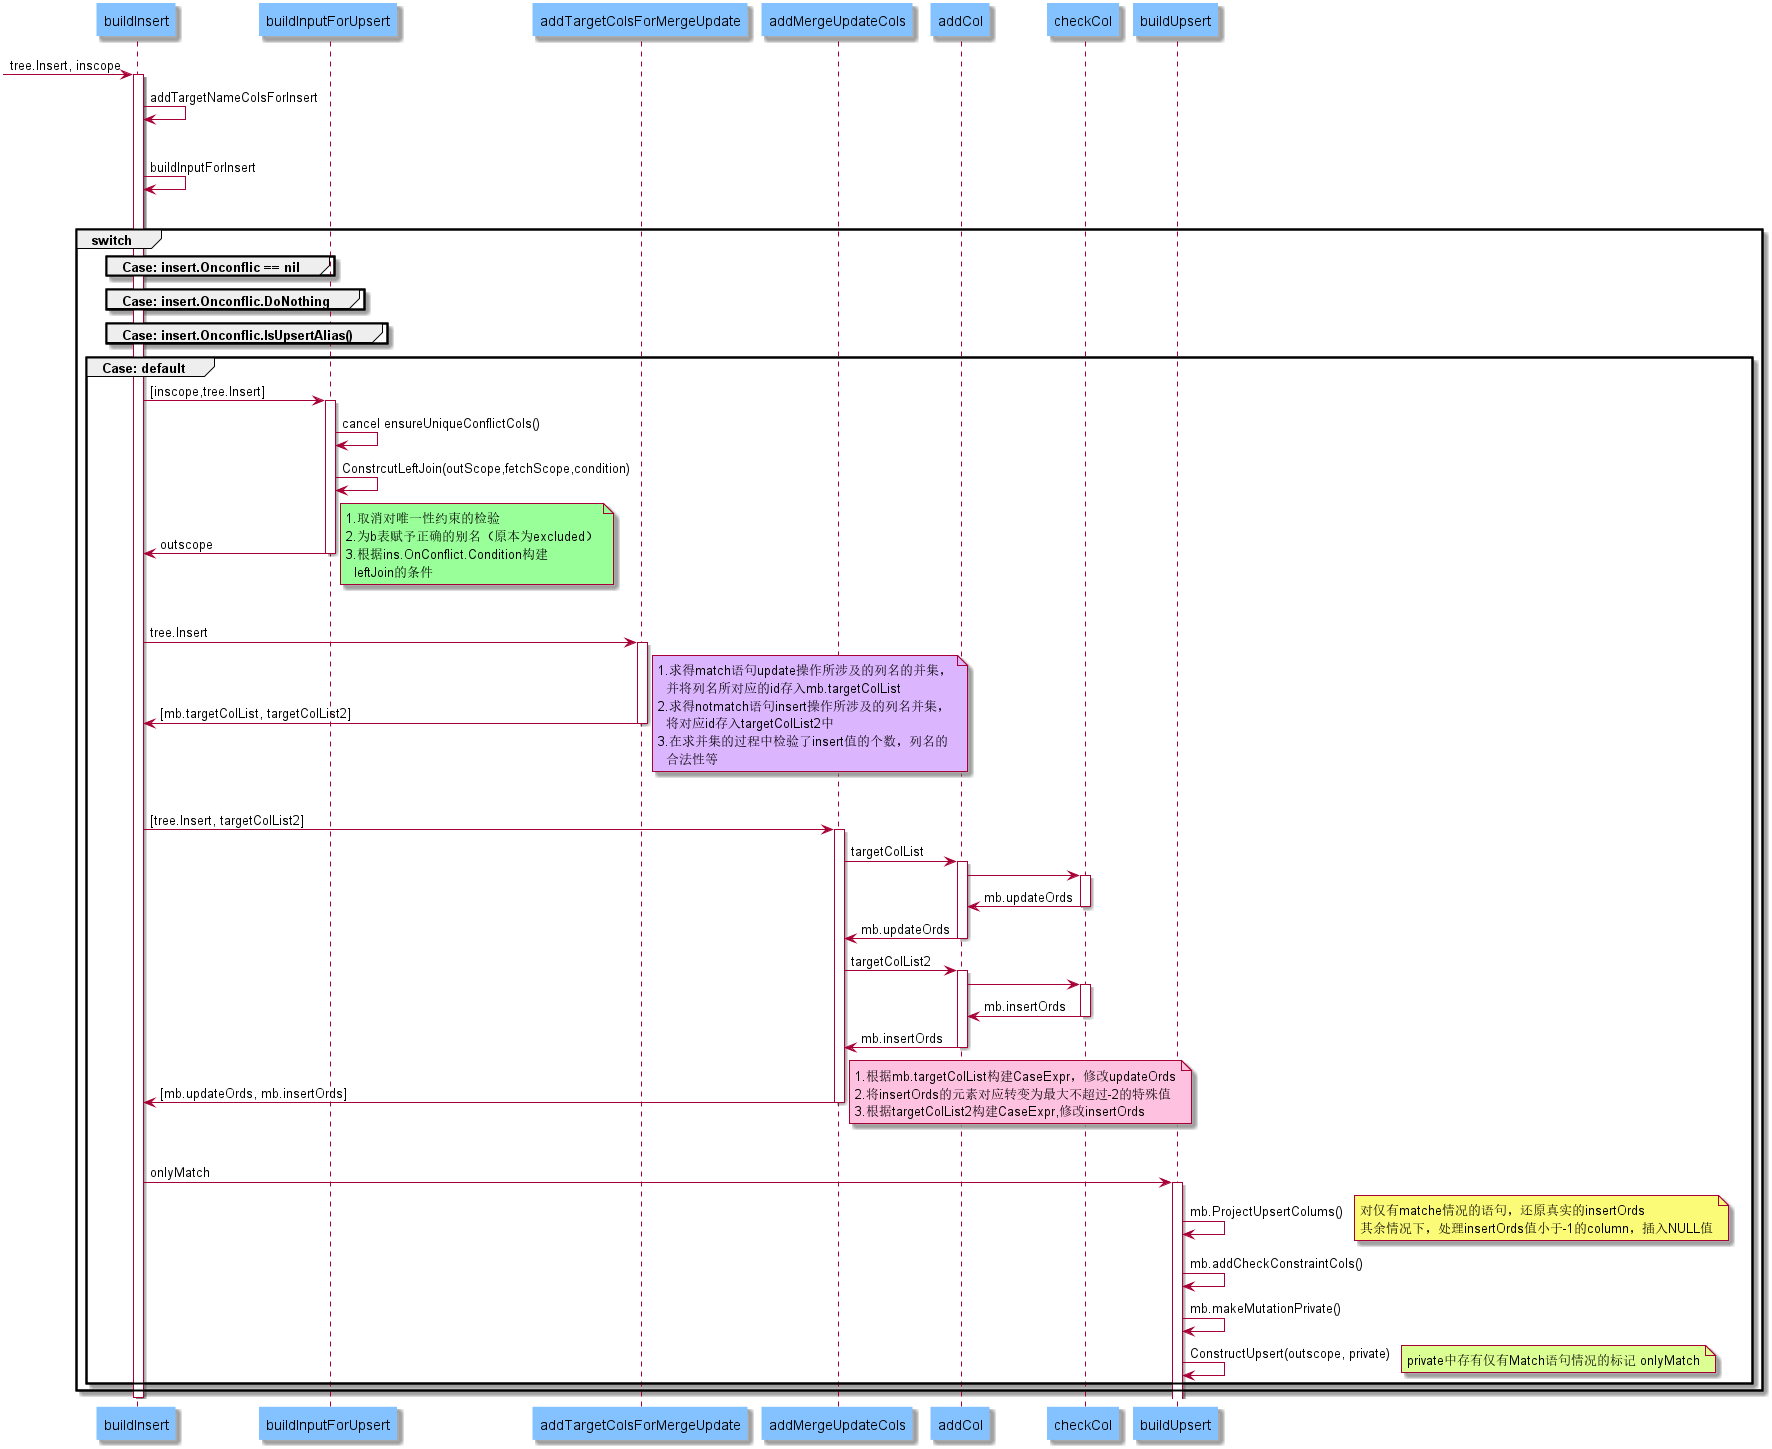 buildInsert
buildInputForUpsert
addTargetColsForMergeUpdate
addMergeUpdateCols
addCol
checkCol
buildUpsert
tree.Insert, inscope
addTargetNameColsForInsert
buildInputForInsert
switch
Case: insert.Onconflic == nil
Case: insert.Onconflic.DoNothing
Case: insert.Onconflic.IsUpsertAlias()
Case: default
[inscope,tree.Insert]
cancel ensureUniqueConflictCols()
ConstrcutLeftJoin(outScope,fetchScope,condition)
1.取消对唯一性约束的检验
2.为b表赋予正确的别名（原本为excluded）
3.根据ins.OnConflict.Condition构建
leftJoin的条件
outscope
tree.Insert
1.求得match语句update操作所涉及的列名的并集，
并将列名所对应的id存入mb.targetColList
2.求得notmatch语句insert操作所涉及的列名并集，
将对应id存入targetColList2中
3.在求并集的过程中检验了insert值的个数，列名的
合法性等
[mb.targetColList, targetColList2]
[tree.Insert, targetColList2]
targetColList
mb.updateOrds
mb.updateOrds
targetColList2
mb.insertOrds
mb.insertOrds
1.根据mb.targetColList构建CaseExpr，修改updateOrds
2.将insertOrds的元素对应转变为最大不超过-2的特殊值
3.根据targetColList2构建CaseExpr,修改insertOrds
[mb.updateOrds, mb.insertOrds]
onlyMatch
mb.ProjectUpsertColums()
对仅有matche情况的语句，还原真实的insertOrds
其余情况下，处理insertOrds值小于-1的column，插入NULL值
mb.addCheckConstraintCols()
mb.makeMutationPrivate()
ConstructUpsert(outscope, private)
private中存有仅有Match语句情况的标记 onlyMatch
buildInsert
buildInputForUpsert
addTargetColsForMergeUpdate
addMergeUpdateCols
addCol
checkCol
buildUpsert